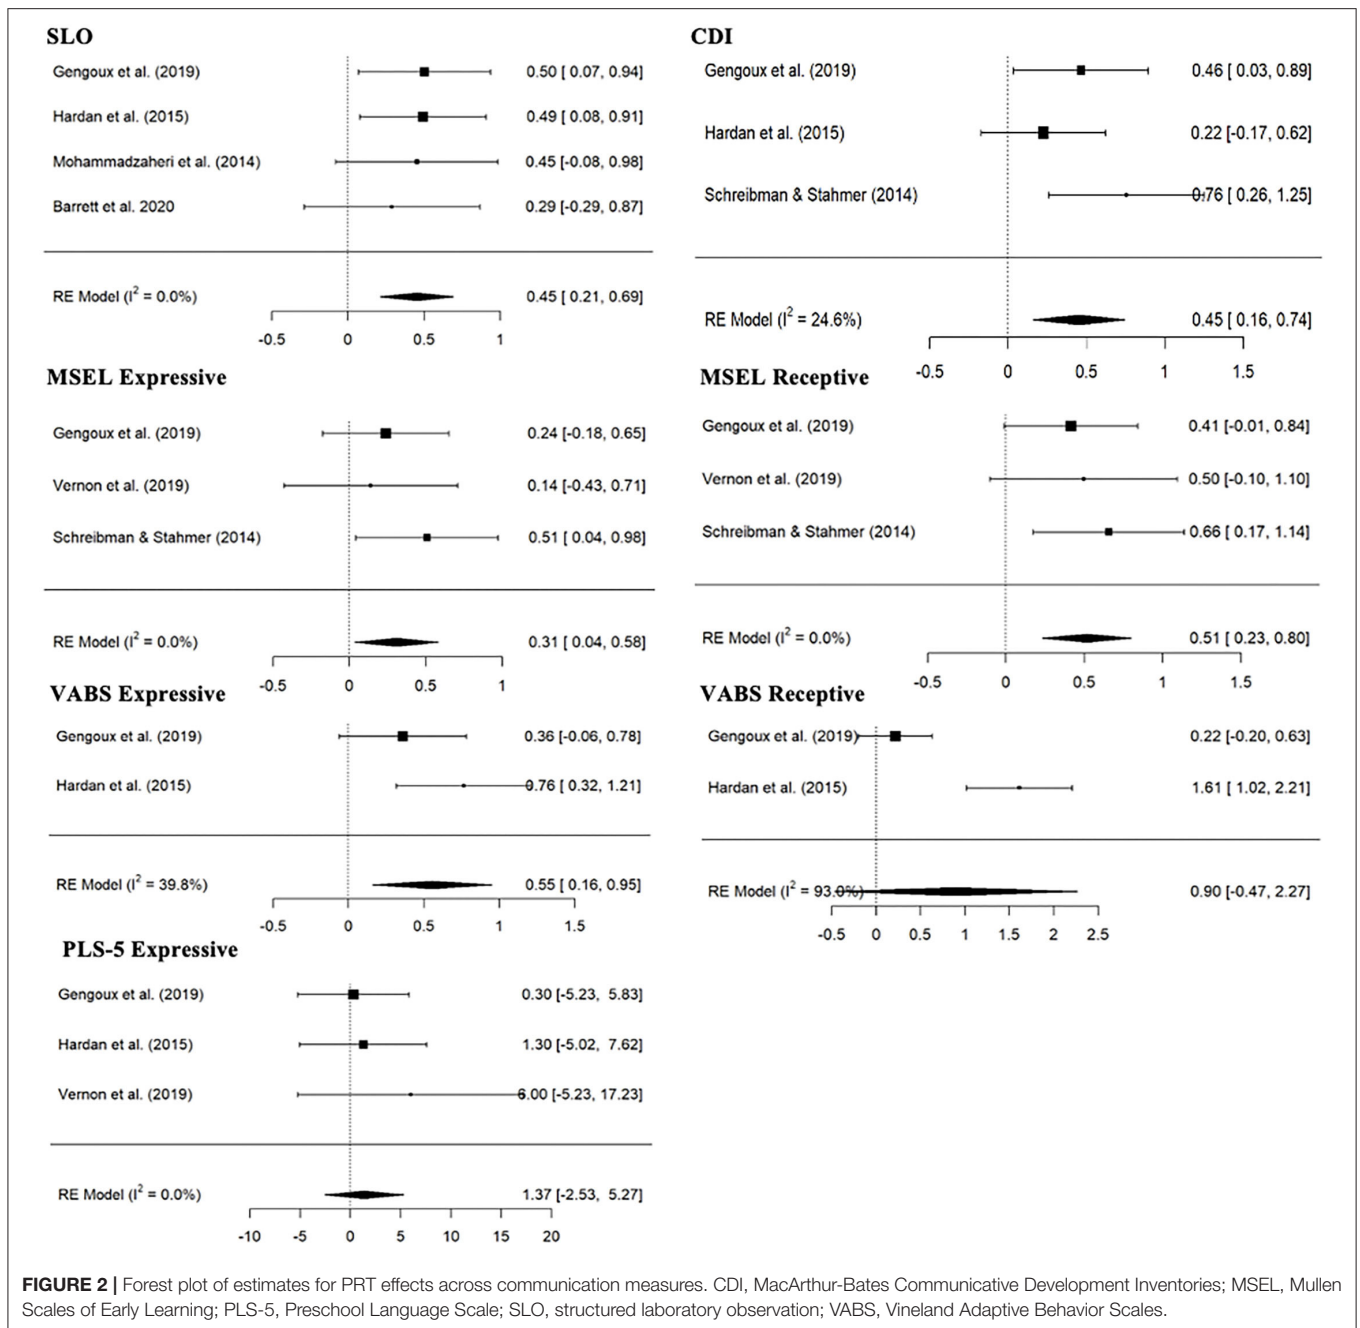 SLO
Gengoux et al. (2019) 0.50 [ 0.07, 0.94]
Hardan et al. (2015) 0.49 [ 0.08, 0.91]
Mohammadzaheri et al. (2014) 0.45 [-0.08, 0.98]
Barrett et al. 2020 0.29 [-0.29, 0.87]
RE Model (I² = 0.0%) 0.45 [ 0.21, 0.69]
-0.5 0 0.5 1
CDI
Gengoux et al. (2019) 0.46 [ 0.03, 0.89]
Hardan et al. (2015) 0.22 [-0.17, 0.62]
Schreibman & Stahmer (2014) 0.76 [ 0.26, 1.25]
RE Model (I² = 24.6%) 0.45 [ 0.16, 0.74]
-0.5 0 0.5 1 1.5
MSEL Expressive
Gengoux et al. (2019) 0.24 [-0.18, 0.65]
Vernon et al. (2019) 0.14 [-0.43, 0.71]
Schreibman & Stahmer (2014) 0.51 [ 0.04, 0.98]
RE Model (I² = 0.0%) 0.31 [ 0.04, 0.58]
-0.5 0 0.5 1
MSEL Receptive
Gengoux et al. (2019) 0.41 [-0.01, 0.84]
Vernon et al. (2019) 0.50 [-0.10, 1.10]
Schreibman & Stahmer (2014) 0.66 [ 0.17, 1.14]
RE Model (I² = 0.0%) 0.51 [ 0.23, 0.80]
-0.5 0 0.5 1 1.5
VABS Expressive
Gengoux et al. (2019) 0.36 [-0.06, 0.78]
Hardan et al. (2015) 0.76 [ 0.32, 1.21]
RE Model (I² = 39.8%) 0.55 [ 0.16, 0.95]
-0.5 0 0.5 1 1.5
VABS Receptive
Gengoux et al. (2019) 0.22 [-0.20, 0.63]
Hardan et al. (2015) 1.61 [ 1.02, 2.21]
RE Model (I² = 93.0%) 0.90 [-0.47, 2.27]
-0.5 0 0.5 1 1.5 2 2.5
PLS-5 Expressive
Gengoux et al. (2019) 0.30 [-5.23, 5.83]
Hardan et al. (2015) 1.30 [-5.02, 7.62]
Vernon et al. (2019) 6.00 [-5.23, 17.23]
RE Model (I² = 0.0%) 1.37 [-2.53, 5.27]
-10 -5 0 5 10 15 20
FIGURE 2 | Forest plot of estimates for PRT effects across communication measures. CDI, MacArthur-Bates Communicative Development Inventories; MSEL, Mullen
Scales of Early Learning; PLS-5, Preschool Language Scale; SLO, structured laboratory observation; VABS, Vineland Adaptive Behavior Scales.